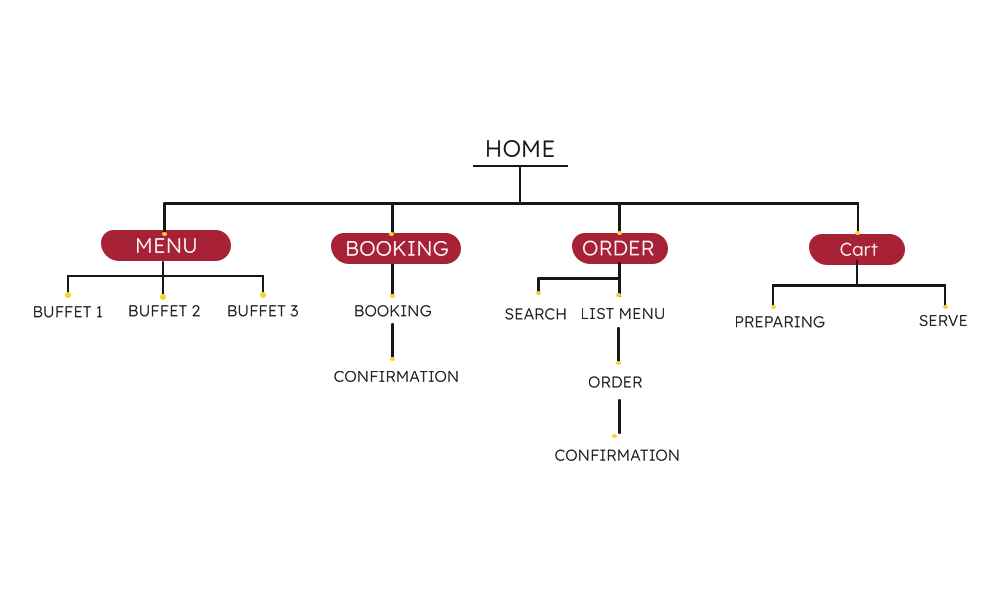 HOME
MENU
BOOKING
ORDER
Cart
BUFFET 1
BUFFET 2
BUFFET 3
BOOKING
SEARCH
LIST MENU
PREPARING
SERVE
CONFIRMATION
ORDER
CONFIRMATION